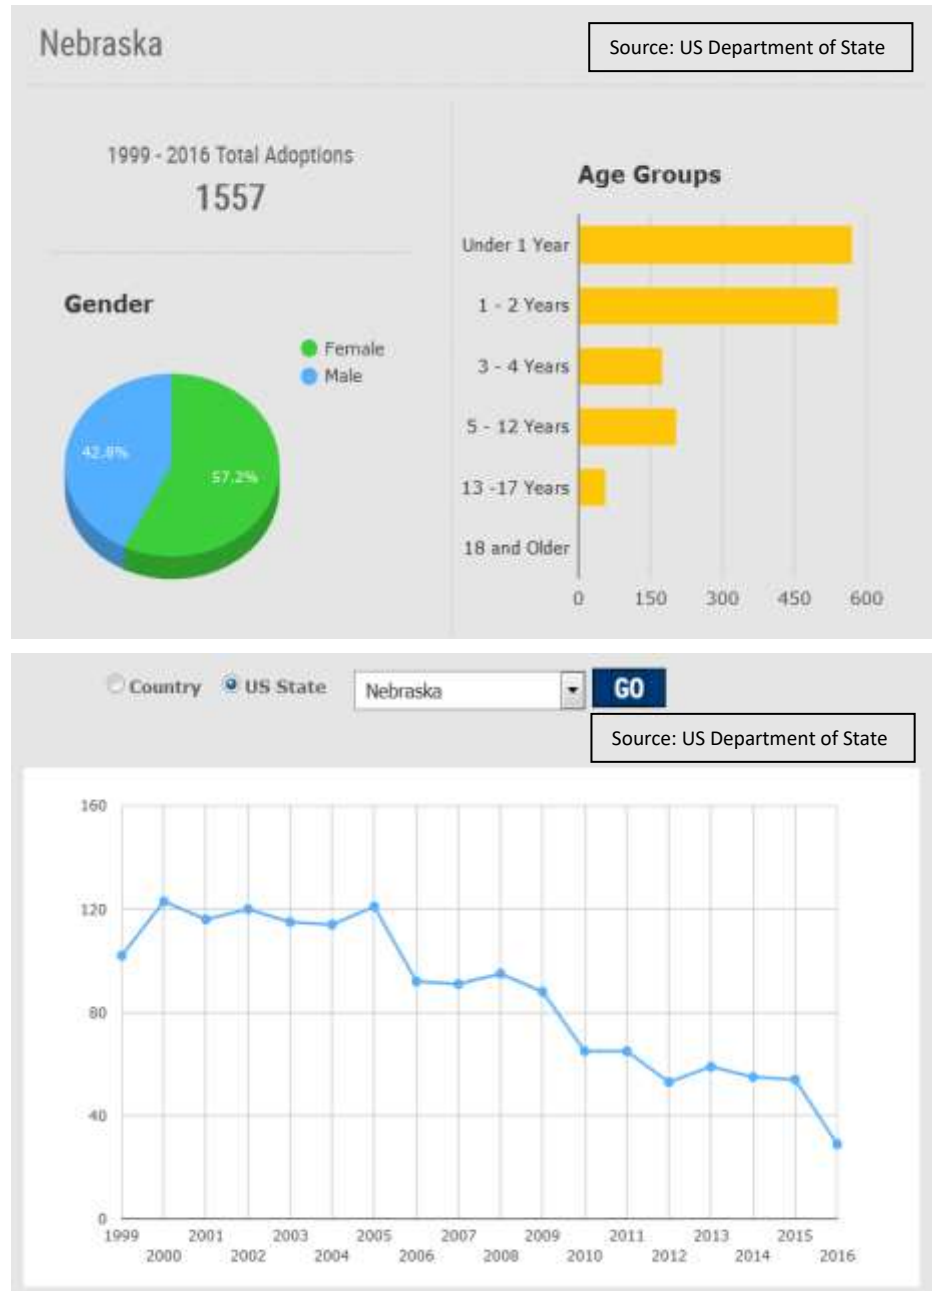 Nebraska
Source: US Department of State
1999 - 2016 Total Adoptions
1557
Gender
Female
Male
42.8%
57.2%
Age Groups
Under 1 Year
1 - 2 Years
3 - 4 Years
5 - 12 Years
13 -17 Years
18 and Older
0 150 300 450 600
Country US State Nebraska GO
Source: US Department of State
160
120
80
40
0
1999 2001 2003 2005 2007 2009 2011 2013 2015
2000 2002 2004 2006 2008 2010 2012 2014 2016